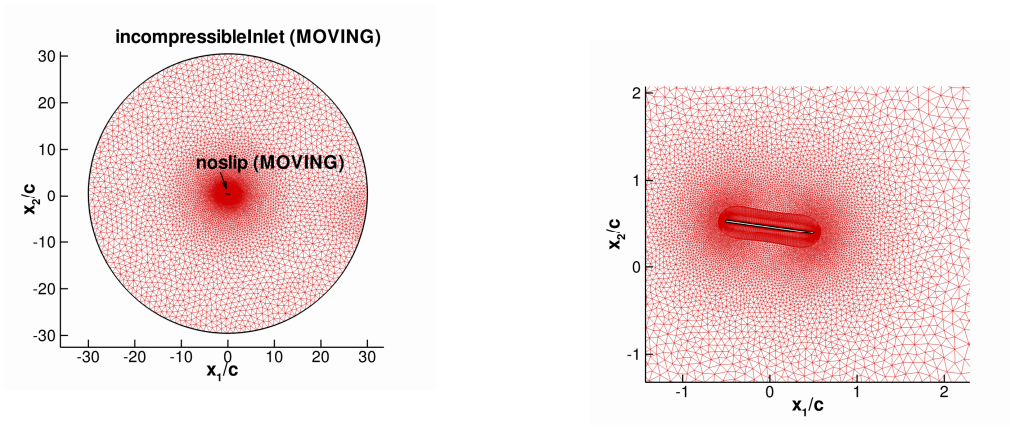 incompressibleInlet (MOVING)
30
20
10
0
-10
-20
-30
noslip (MOVING)
x2/c
-30 -20 -10 0 10 20 30
x1/c
2
1
0
-1
x2/c
-1 0 1 2
x1/c